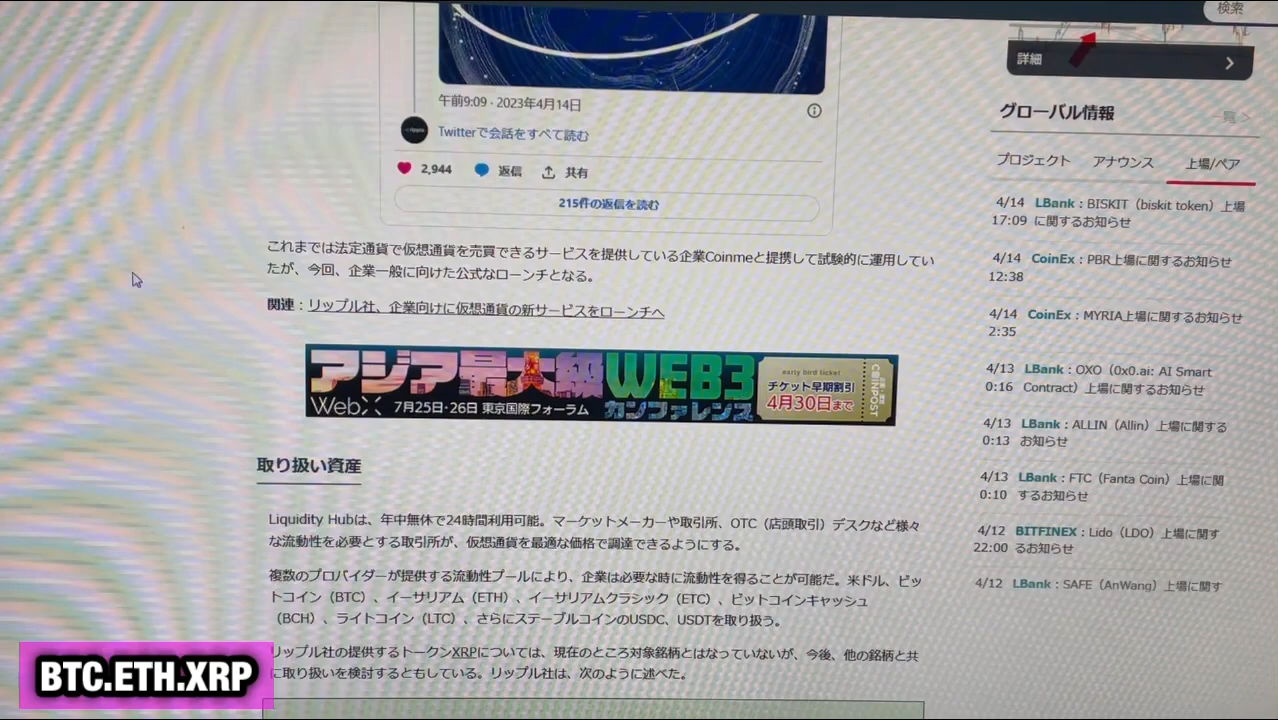 検索
午前9:09 · 2023年4月14日
Twitterで会話をすべて読む
2,944 返信 共有
215件の返信を読む
これまでは法定通貨で仮想通貨を売買できるサービスを提供している企業Coinmeと提携して試験的に運用してい
たが、今回、企業一般に向けた公式なローンチとなる。
関連：リップル社、企業向けに仮想通貨の新サービスをローンチへ
アジア最大級WEB3
カンファレンス
WebX 7月25日・26日 東京国際フォーラム
early bird ticket
チケット早期割引
4月30日まで
COINPOST
取り扱い資産
Liquidity Hubは、年中無休で24時間利用可能。マーケットメーカーや取引所、OTC（店頭取引）デスクなど様々
な流動性を必要とする取引所が、仮想通貨を最適な価格で調達できるようにする。
複数のプロバイダーが提供する流動性プールにより、企業は必要な時に流動性を得ることが可能だ。米ドル、ビッ
トコイン（BTC）、イーサリアム（ETH）、イーサリアムクラシック（ETC）、ビットコインキャッシュ
（BCH）、ライトコイン（LTC）、さらにステーブルコインのUSDC、USDTを取り扱う。
リップル社の提供するトークンXRPについては、現在のところ対象銘柄とはなっていないが、今後、他の銘柄と共
に取り扱いを検討するともしている。リップル社は、次のように述べた。
詳細
グローバル情報
一覧 >
プロジェクト アナウンス 上場/ペア
4/14 LBank：BISKIT（biskit token）上場
17:09 に関するお知らせ
4/14 CoinEx：PBR上場に関するお知らせ
12:38
4/14 CoinEx：MYRIA上場に関するお知らせ
2:35
4/13 LBank：OXO（0x0.ai: AI Smart
0:16 Contract）上場に関するお知らせ
4/13 LBank：ALLIN（Allin）上場に関する
0:13 お知らせ
4/13 LBank：FTC（Fanta Coin）上場に関
0:10 するお知らせ
4/12 BITFINEX：Lido（LDO）上場に関す
22:00 るお知らせ
4/12 LBank：SAFE（AnWang）上場に関す
BTC.ETH.XRP